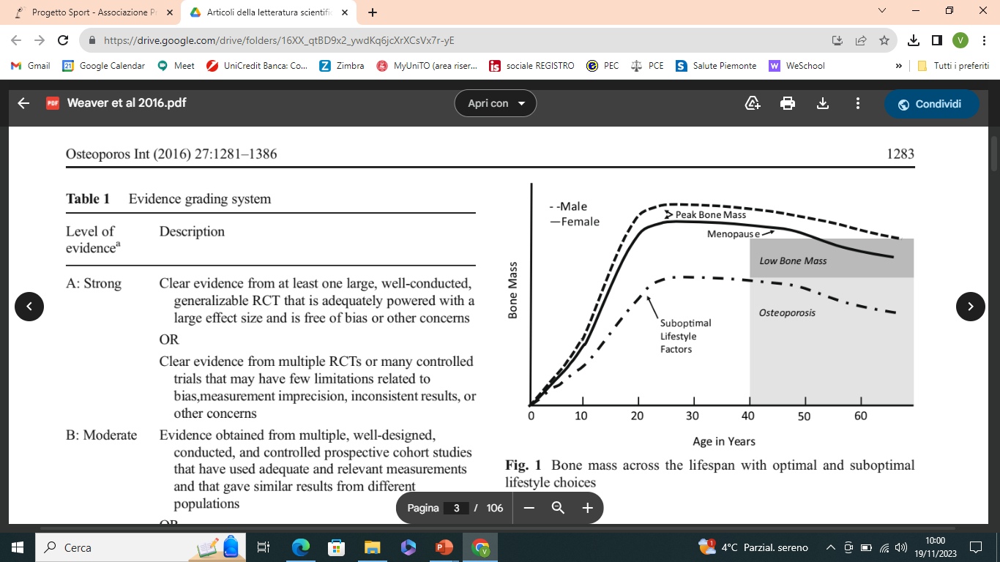 Progetto Sport - Associazione P
Articoli della letteratura scientific
https://drive.google.com/drive/folders/16XX_qtBD9x2_ywdKq6jcXrXCsVx7r-yE
V
Gmail
21 Google Calendar
Meet
UniCredit Banca: Co...
Z Zimbra
MyUniTO (area riser...
is sociale REGISTRO
PEC
PCE
S Salute Piemonte
W WeSchool
»
Tutti i preferiti
PDF Weaver et al 2016.pdf
Apri con
Condividi
Osteoporos Int (2016) 27:1281–1386
1283
Table 1 Evidence grading system
Level of
evidenceᵃ
Description
A: Strong
Clear evidence from at least one large, well-conducted,
generalizable RCT that is adequately powered with a
large effect size and is free of bias or other concerns
OR
Clear evidence from multiple RCTs or many controlled
trials that may have few limitations related to
bias,measurement imprecision, inconsistent results, or
other concerns
B: Moderate
Evidence obtained from multiple, well-designed,
conducted, and controlled prospective cohort studies
that have used adequate and relevant measurements
and that gave similar results from different
populations
OR
- -Male
—Female
Peak Bone Mass
Menopause
Low Bone Mass
Osteoporosis
Suboptimal
Lifestyle
Factors
Bone Mass
0 10 20 30 40 50 60
Age in Years
Fig. 1 Bone mass across the lifespan with optimal and suboptimal
lifestyle choices
Pagina 3 / 106
Cerca
P
V
1
4°C Parzial. sereno
10:00
19/11/2023